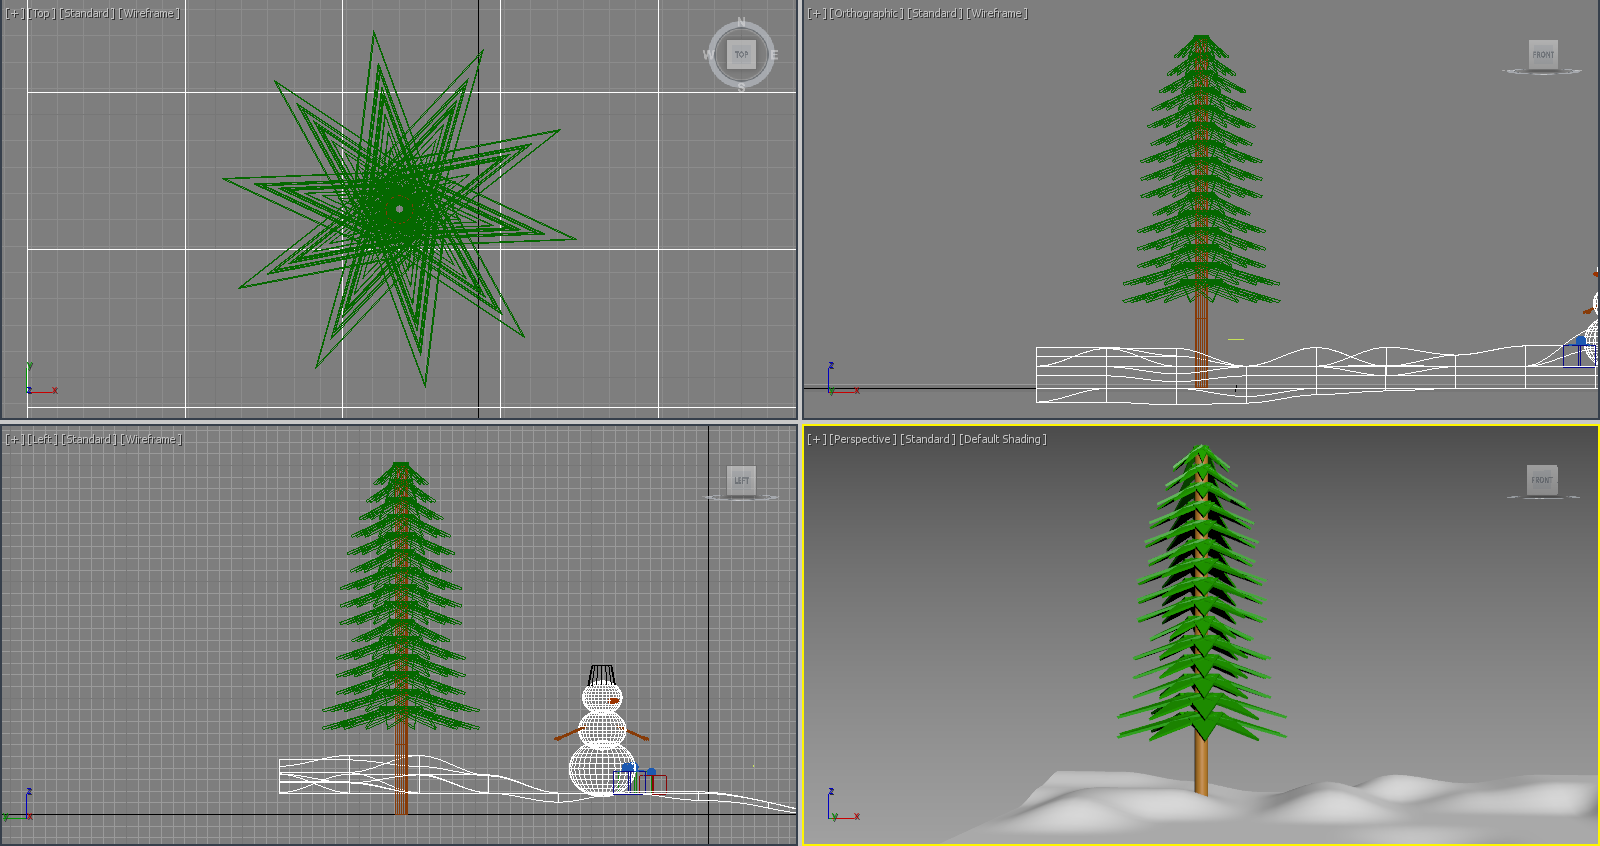 [+] [Top] [Standard] [Wireframe]
N
W TOP E
S
y
z x
[+] [Orthographic] [Standard] [Wireframe]
FRONT
z
y x
[+] [Left] [Standard] [Wireframe]
LEFT
z
y x
[+] [Perspective] [Standard] [Default Shading]
FRONT
z
y x